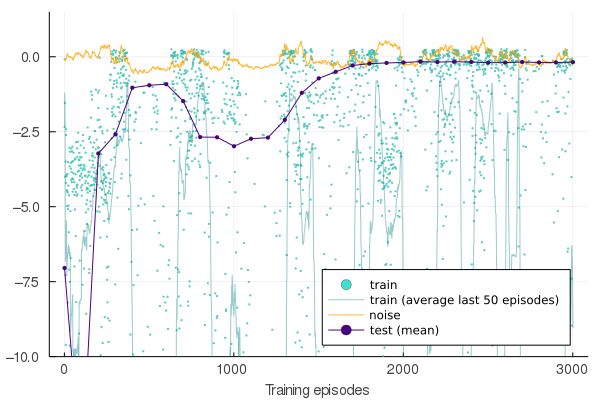 0.0
−2.5
−5.0
−7.5
−10.0
0
1000
2000
3000
Training episodes
train
train (average last 50 episodes)
noise
test (mean)